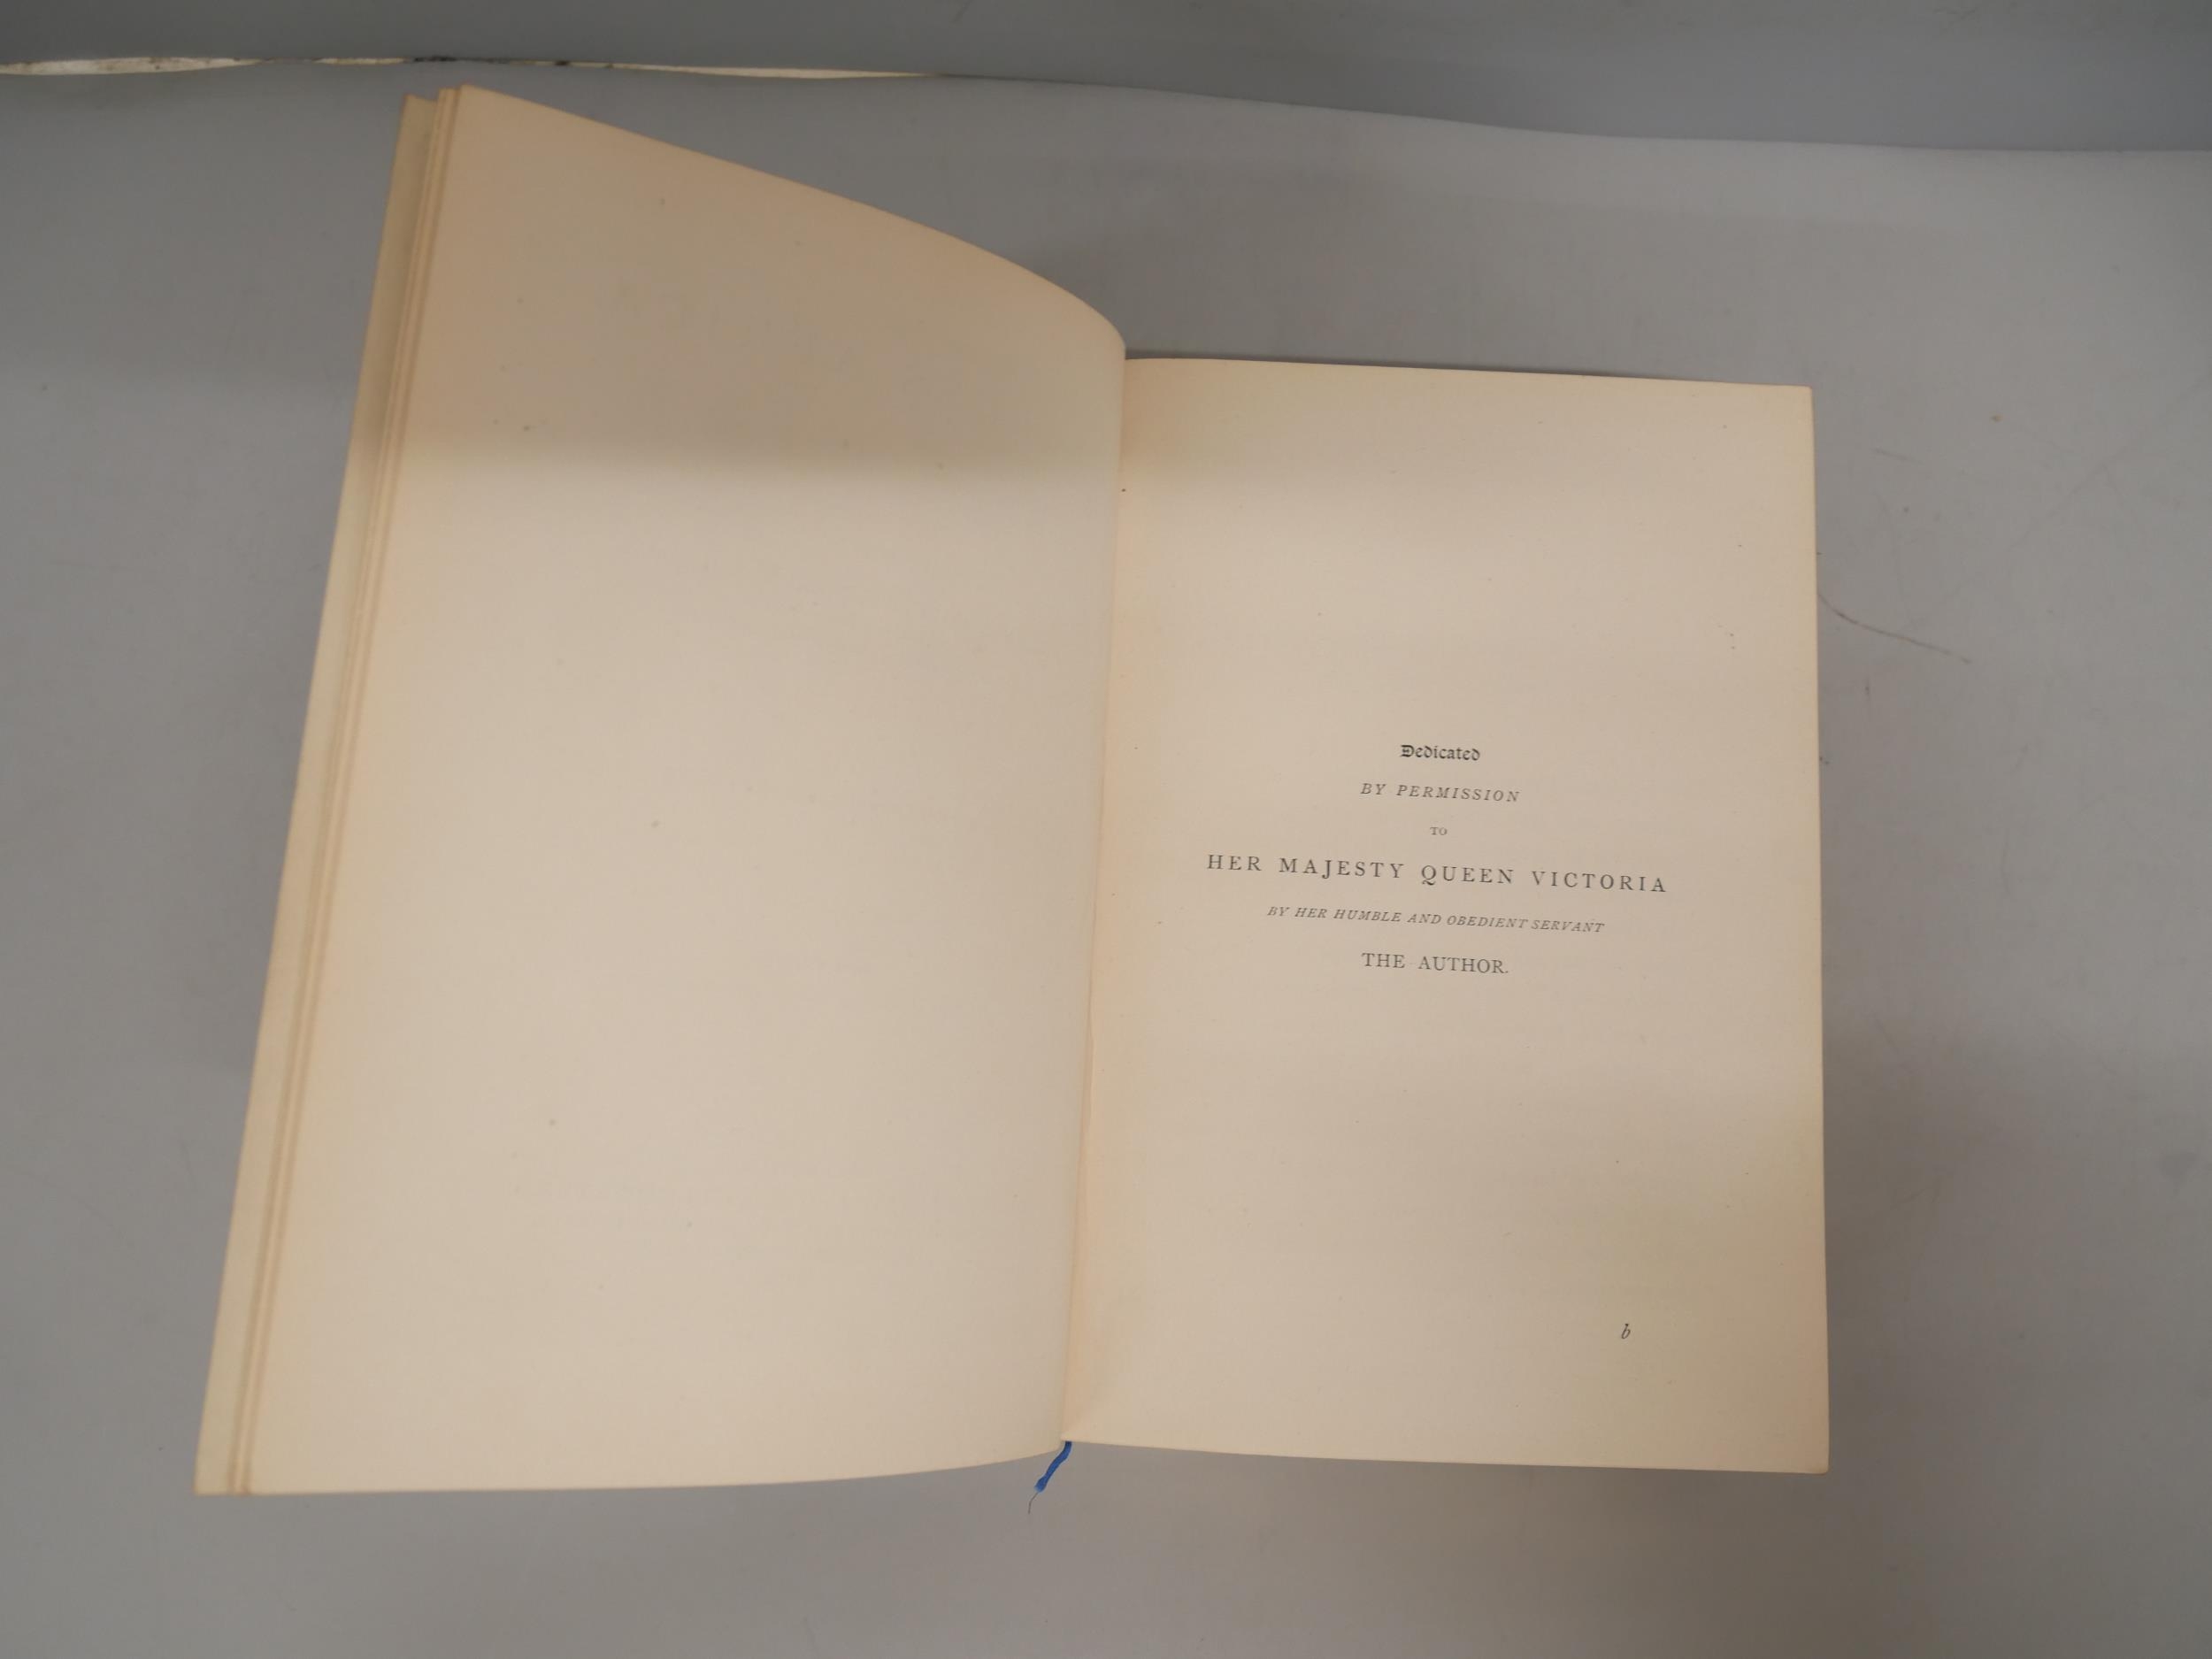 Dedicated
BY PERMISSION
TO
HER MAJESTY QUEEN VICTORIA
BY HER HUMBLE AND OBEDIENT SERVANT
THE AUTHOR.
b